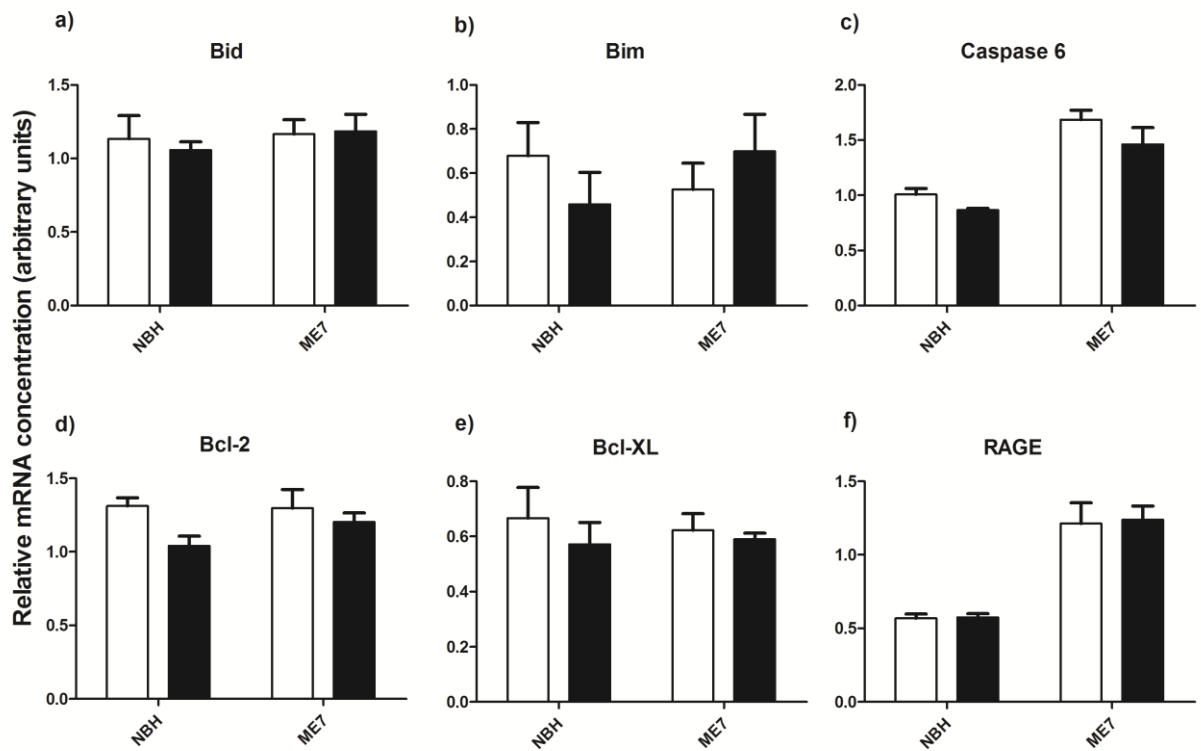 a)
Bid
1.5
1.0
0.5
0.0
NBH
ME7
b)
Bim
1.0
0.8
0.6
0.4
0.2
0.0
NBH
ME7
c)
Caspase 6
2.0
1.5
1.0
0.5
0.0
NBH
ME7
Relative mRNA concentration (arbitrary units)
d)
Bcl-2
1.5
1.0
0.5
0.0
NBH
ME7
e)
Bcl-XL
0.8
0.6
0.4
0.2
0.0
NBH
ME7
f)
RAGE
1.5
1.0
0.5
0.0
NBH
ME7